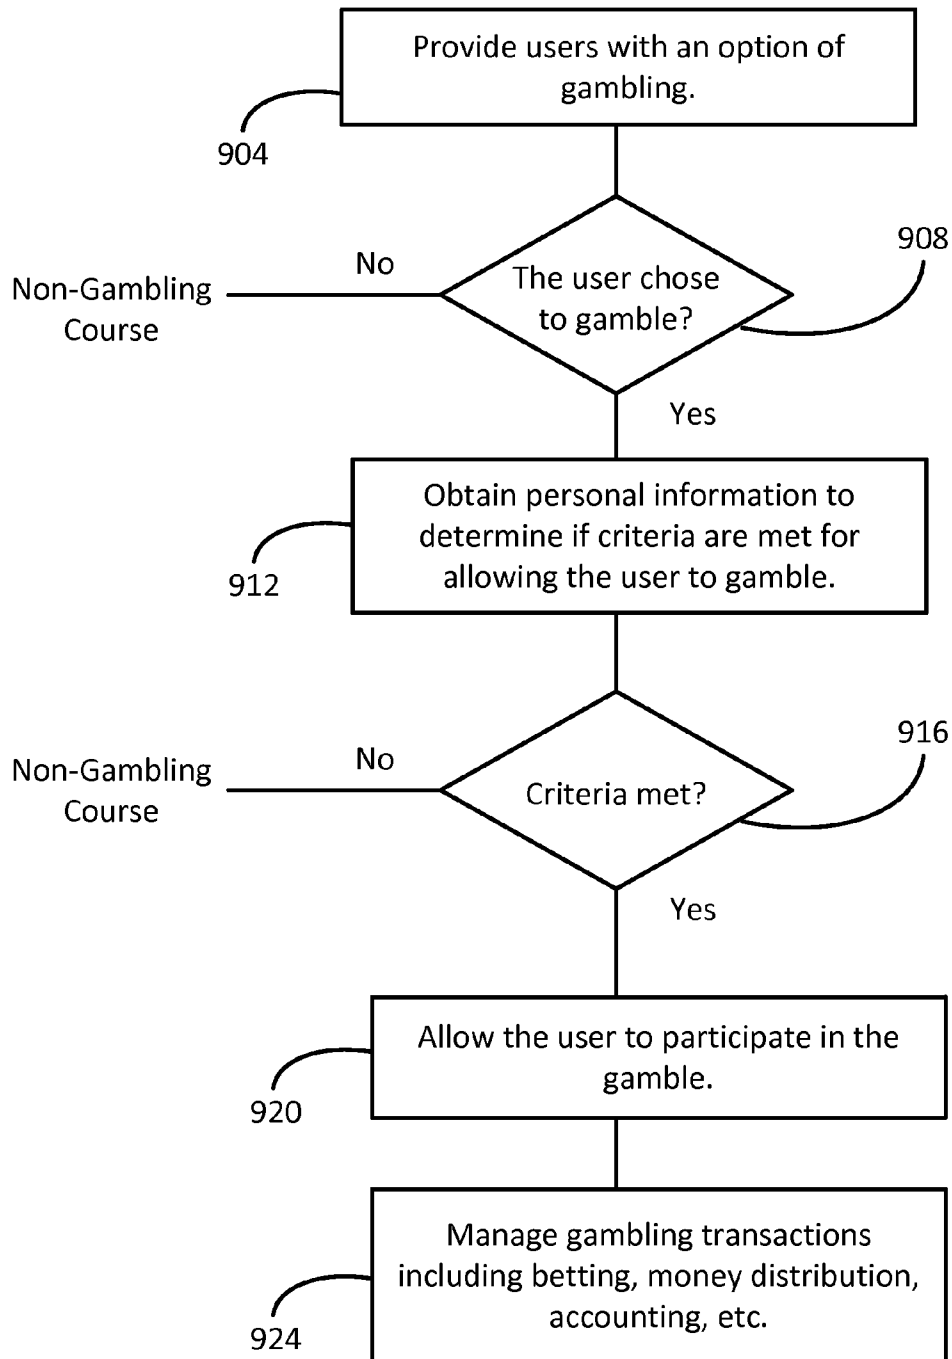 Provide users with an option of
gambling.
904
908
No
The user chose
to gamble?
Non-Gambling
Course
Yes
Obtain personal information to
determine if criteria are met for
allowing the user to gamble.
912
916
No
Criteria met?
Non-Gambling
Course
Yes
Allow the user to participate in the
gamble.
920
Manage gambling transactions
including betting, money distribution,
accounting, etc.
924